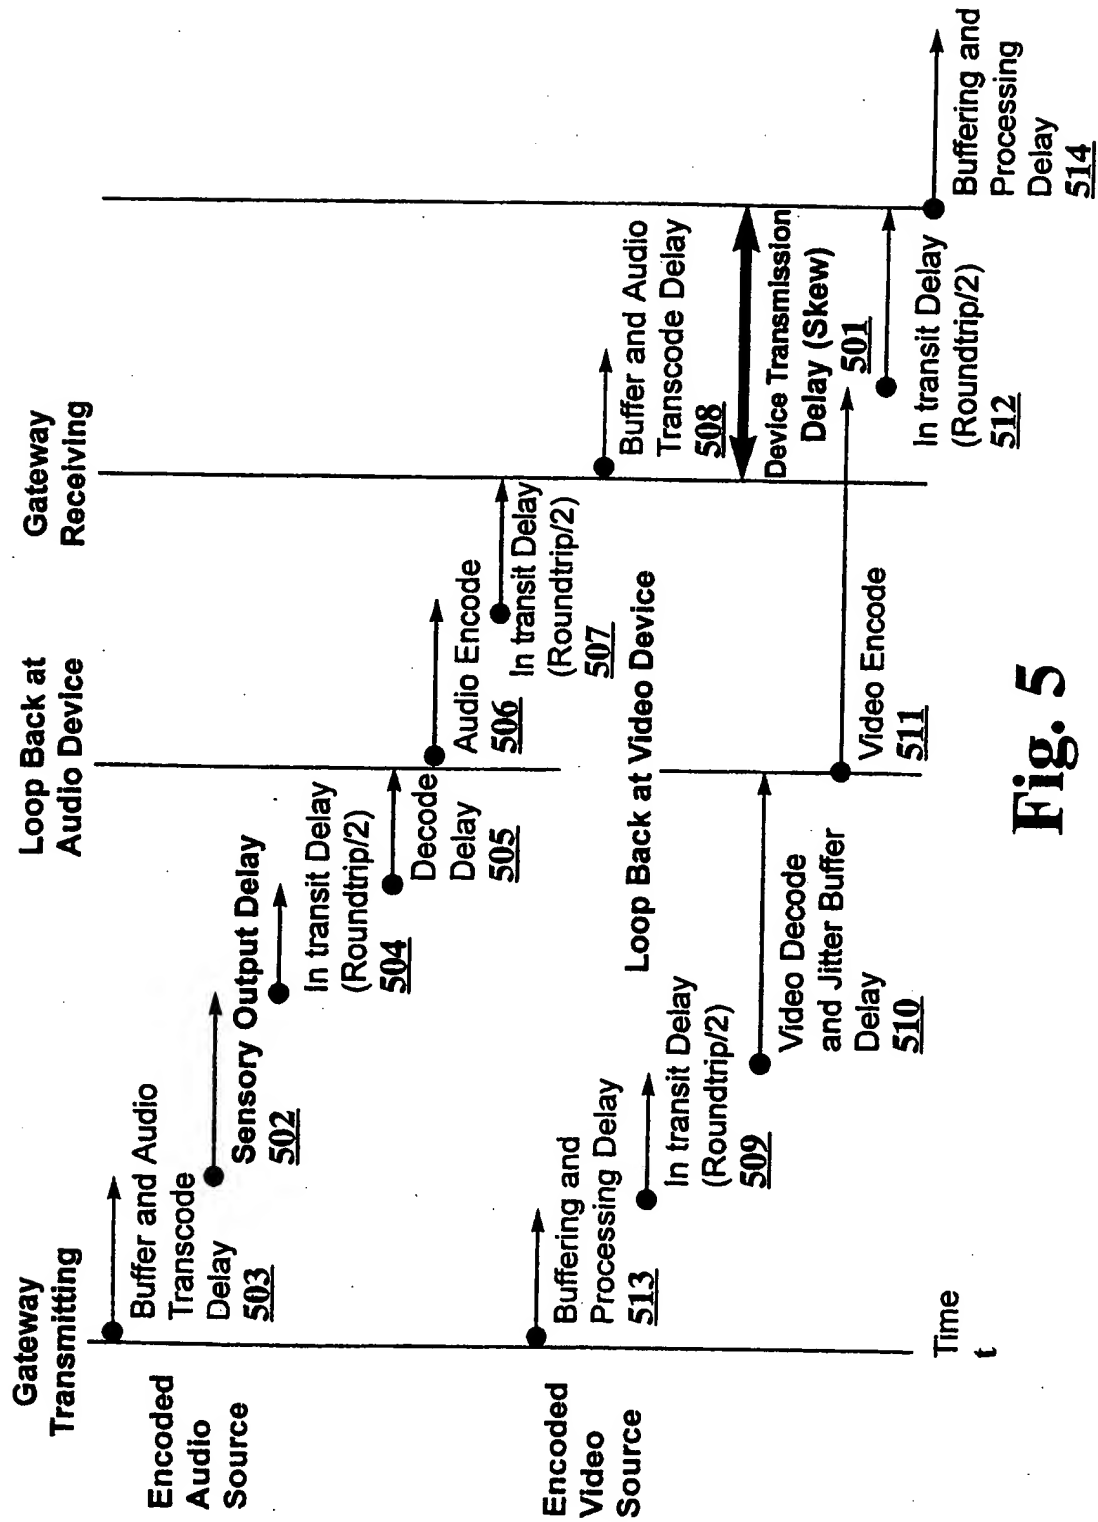 Gateway
Transmitting
Loop Back at
Audio Device
Gateway
Receiving
Encoded
Audio
Source
Buffer and Audio
Transcode
Delay
503
Sensory Output Delay
502
In transit Delay
(Roundtrip/2)
504
Decode
Delay
505
Audio Encode
506
In transit Delay
(Roundtrip/2)
507
Buffer and Audio
Transcode Delay
508
Encoded
Video
Source
Buffering and
Processing Delay
513
In transit Delay
(Roundtrip/2)
509
Loop Back at Video Device
Video Decode
and Jitter Buffer
Delay
510
Video Encode
511
Device Transmission
Delay (Skew)
501
In transit Delay
(Roundtrip/2)
512
Buffering and
Processing
Delay
514
Time
t
Fig. 5